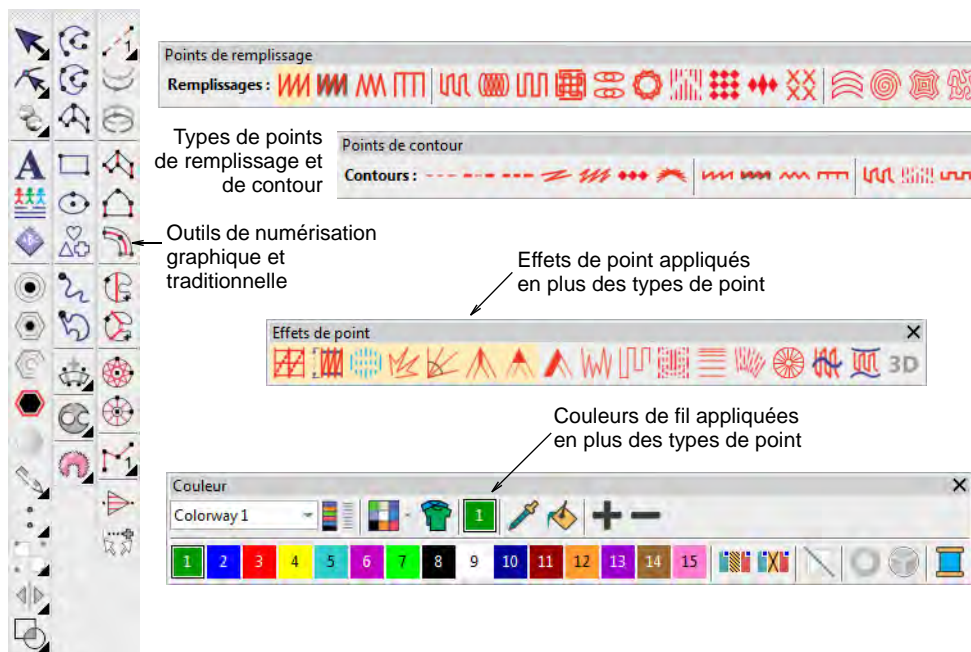 Points de remplissage
Remplissages :
Types de points
de remplissage et
de contour
Points de contour
Contours :
Outils de numérisation
graphique et
traditionnelle
Effets de point appliqués
en plus des types de point
Effets de point
3D
Couleurs de fil appliquées
en plus des types de point
Couleur
Colorway 1
1
1 2 3 4 5 6 7 8 9 10 11 12 13 14 15
A
1
ABC
1